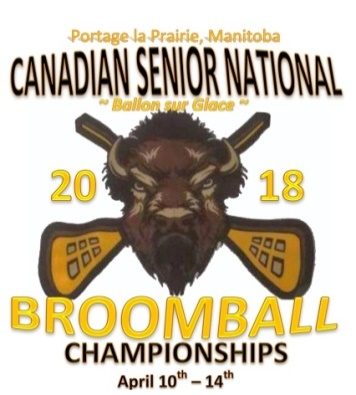 Portage la Prairie, Manitoba
CANADIAN SENIOR NATIONAL
~ Ballon sur Glace ~
20 18
BROOMBALL
CHAMPIONSHIPS
April 10th – 14th